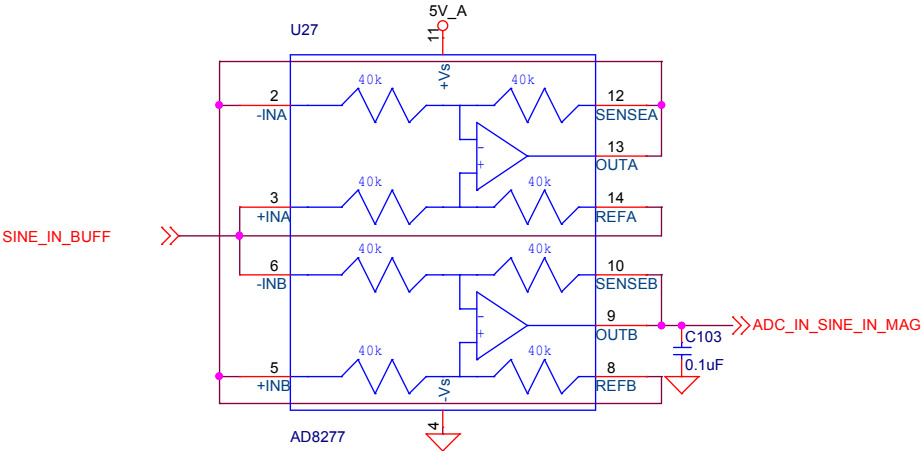 5V_A
U27
11
+Vs
40k
40k
2
-INA
12
SENSEA
13
OUTA
-
+
40k
40k
3
+INA
14
REFA
SINE_IN_BUFF
40k
40k
6
-INB
10
SENSEB
9
OUTB
ADC_IN_SINE_IN_MAG
C103
0.1uF
-
+
40k
40k
5
+INB
8
REFB
-Vs
4
AD8277